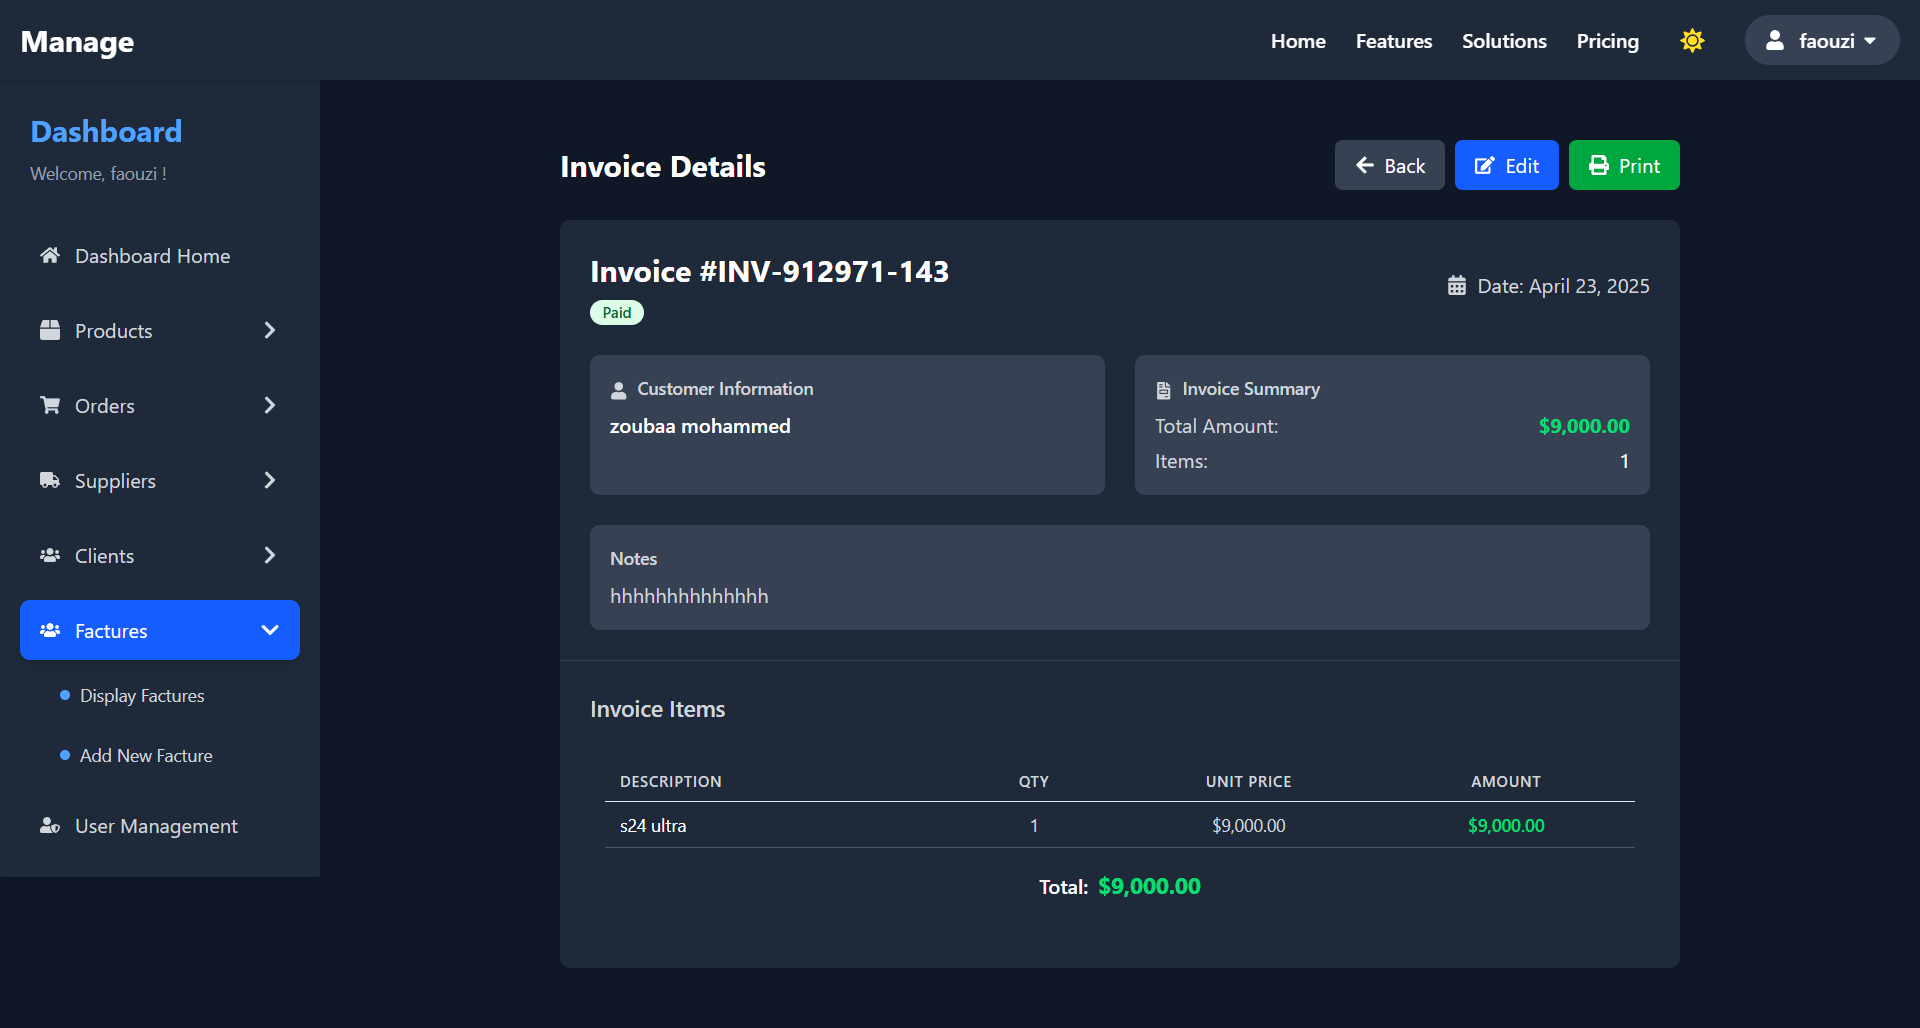 Manage
Home Features Solutions Pricing faouzi
Dashboard
Welcome, faouzi !
Dashboard Home
Products
Orders
Suppliers
Clients
Factures
Display Factures
Add New Facture
User Management
Invoice Details
Back Edit Print
Invoice #INV-912971-143
Paid
Date: April 23, 2025
Customer Information
zoubaa mohammed
Invoice Summary
Total Amount: $9,000.00
Items: 1
Notes
hhhhhhhhhhhhhh
Invoice Items
DESCRIPTION QTY UNIT PRICE AMOUNT
s24 ultra 1 $9,000.00 $9,000.00
Total: $9,000.00